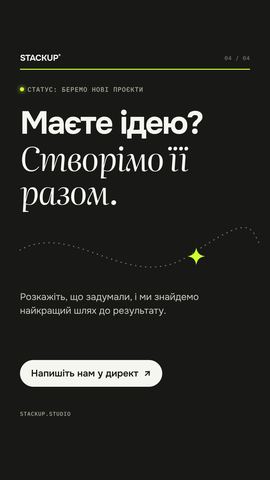 STACKUP
04 / 04
СТАТУС: БЕРЕМО НОВІ ПРОЄКТИ
Маєте ідею?
Створімо її
разом.
Розкажіть, що задумали, і ми знайдемо
найкращий шлях до результату.
Напишіть нам у директ ↗
STACKUP.STUDIO